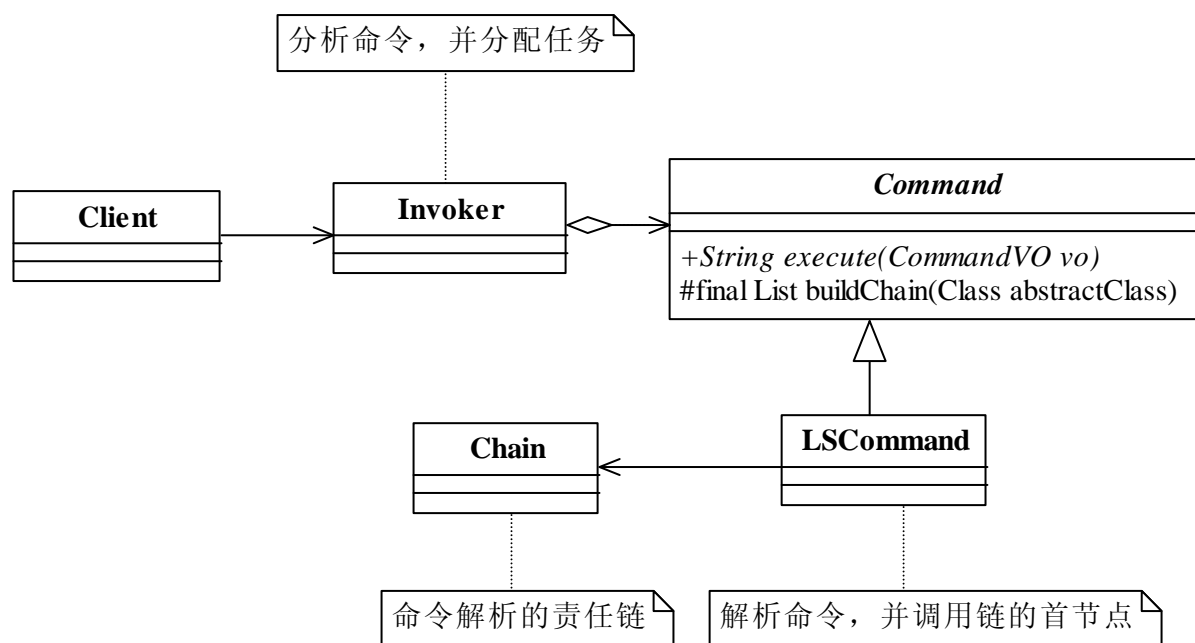 分析命令，并分配任务
Client
Invoker
Command
+String execute(CommandVO vo)
#final List buildChain(Class abstractClass)
Chain
LSCommand
命令解析的责任链
解析命令，并调用链的首节点